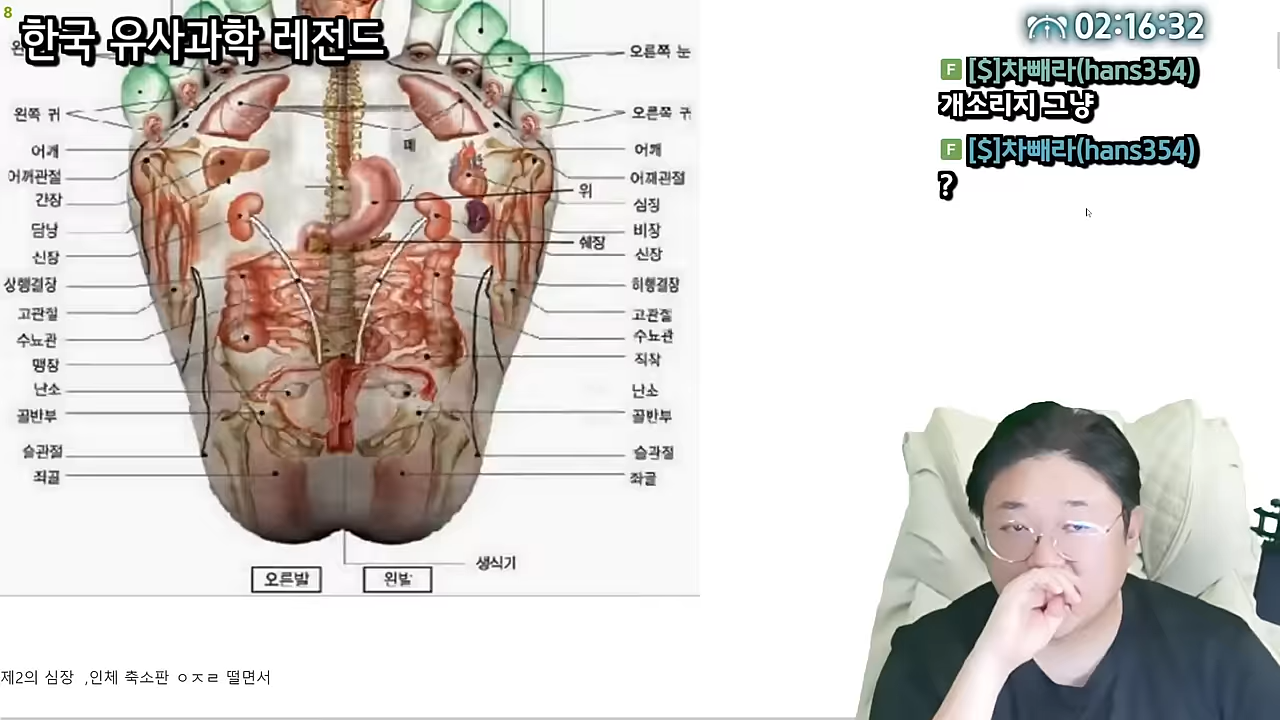 8
한국 유사과학 레전드
02:16:32
F [$]차빼라(hans354)
개소리지 그냥
F [$]차빼라(hans354)
?
오른쪽 눈
왼쪽 귀
오른쪽 귀
어깨
폐
어깨
어깨관절
어깨관절
간장
위
심장
담낭
비장
신장
췌장
신장
상행결장
하행결장
고관절
고관절
수뇨관
수뇨관
맹장
직장
난소
난소
골반부
골반부
슬관절
슬관절
좌골
좌골
생식기
오른발
왼발
제2의 심장 ,인체 축소판 ㅇㅈㄹ 떨면서